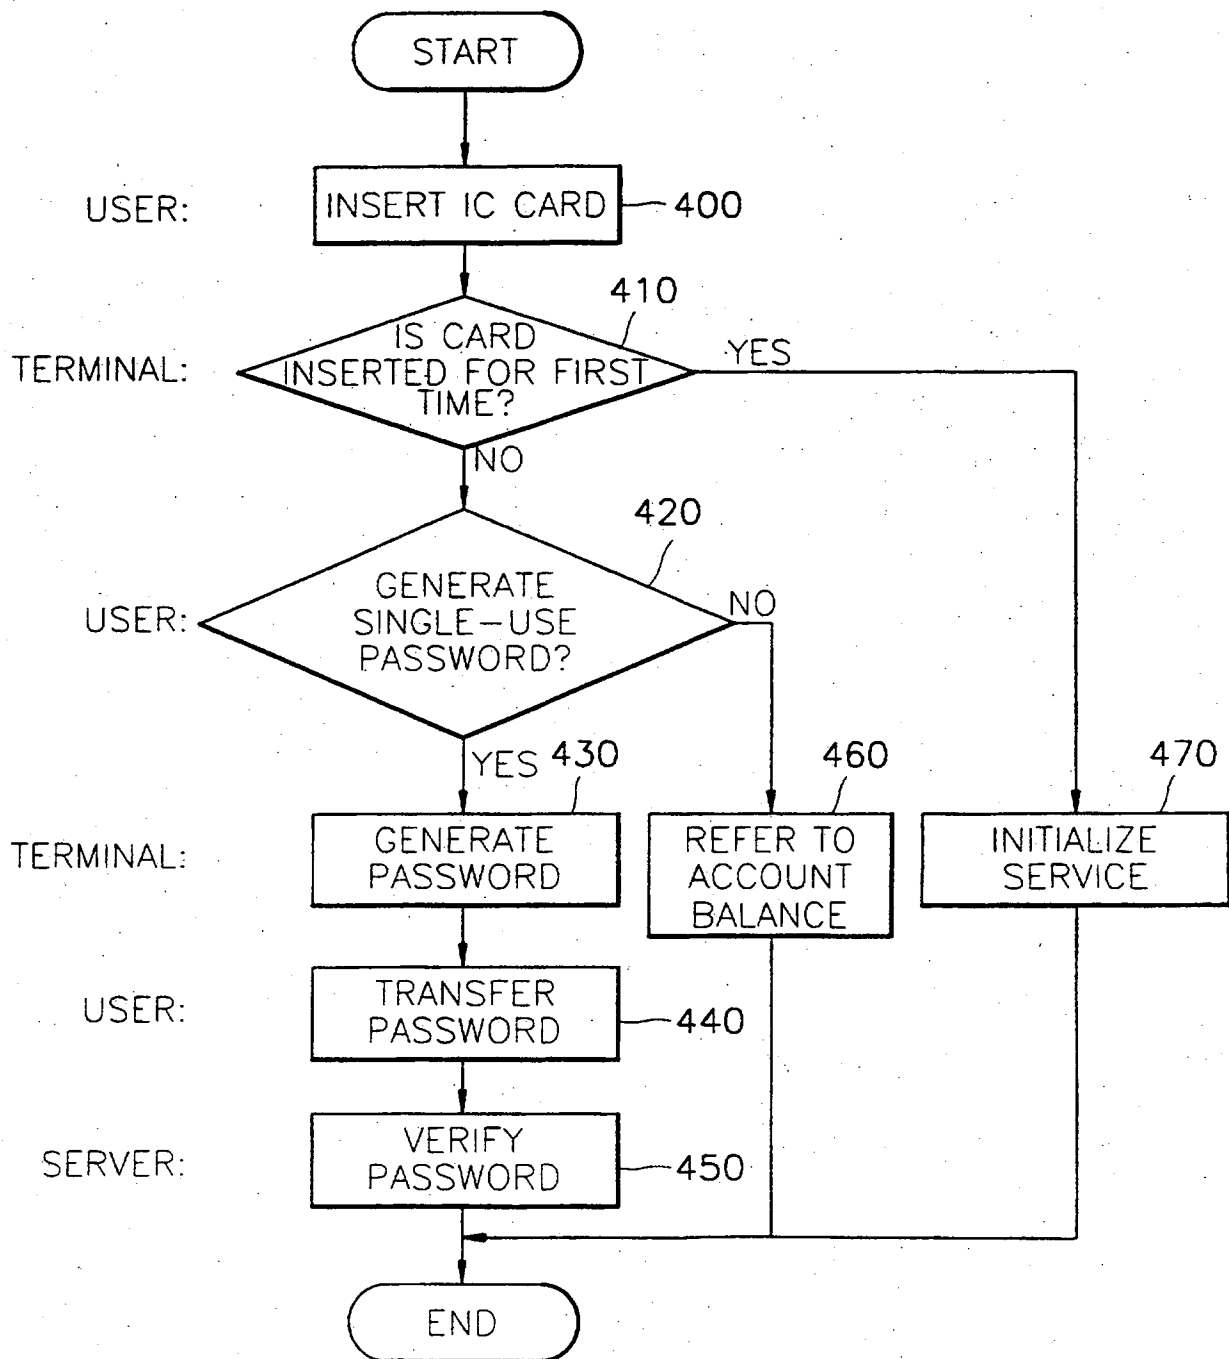 START
USER:
INSERT IC CARD
400
410
TERMINAL:
IS CARD
INSERTED FOR FIRST
TIME?
YES
NO
420
USER:
GENERATE
SINGLE-USE
PASSWORD?
NO
YES
430
460
470
TERMINAL:
GENERATE
PASSWORD
REFER TO
ACCOUNT
BALANCE
INITIALIZE
SERVICE
USER:
TRANSFER
PASSWORD
440
SERVER:
VERIFY
PASSWORD
450
END